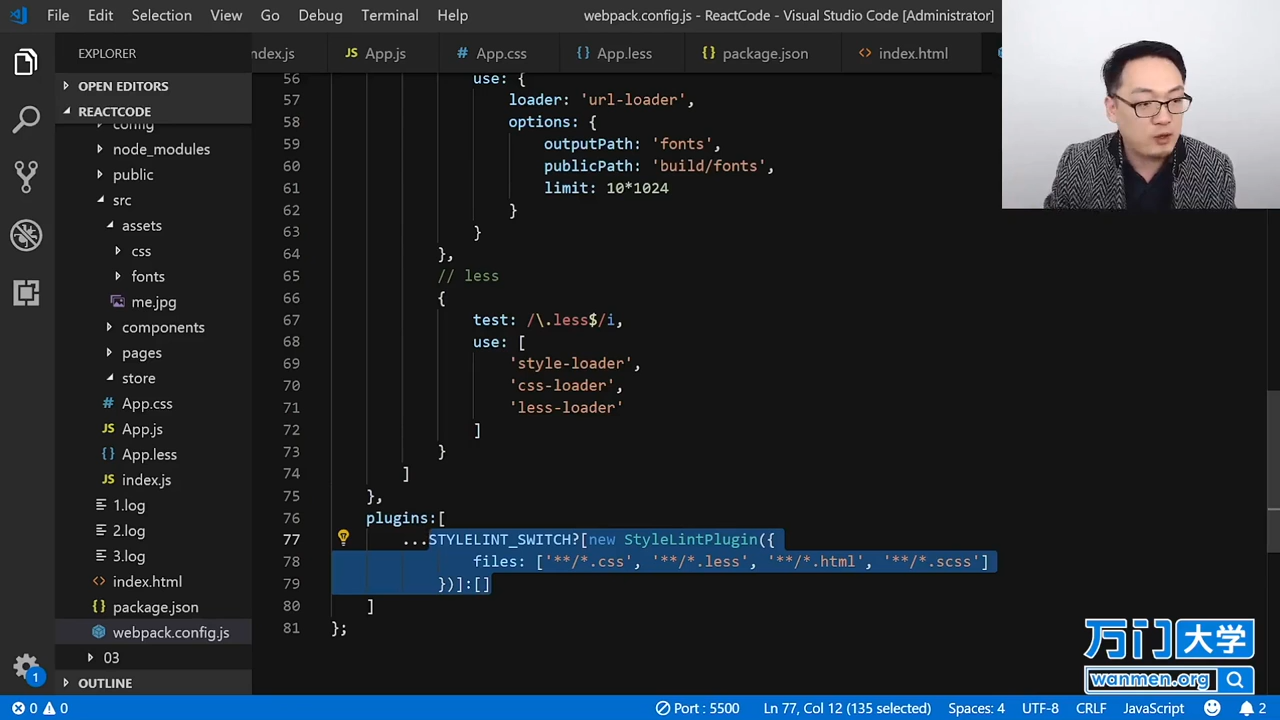 File Edit Selection View Go Debug Terminal Help webpack.config.js - ReactCode - Visual Studio Code [Administrator]
EXPLORER
ndex.js JS App.js # App.css {} App.less {} package.json <> index.html
OPEN EDITORS
REACTCODE
config
node_modules
public
src
assets
css
fonts
me.jpg
components
pages
store
# App.css
JS App.js
{} App.less
JS index.js
1.log
2.log
3.log
<> index.html
{} package.json
webpack.config.js
03
OUTLINE
56 use: {
57 loader: 'url-loader',
58 options: {
59 outputPath: 'fonts',
60 publicPath: 'build/fonts',
61 limit: 10*1024
62 }
63 }
64 },
65 // less
66 {
67 test: /\.less$/i,
68 use: [
69 'style-loader',
70 'css-loader',
71 'less-loader'
72 ]
73 }
74 ]
75 },
76 plugins:[
77 ...STYLELINT_SWITCH?[new StyleLintPlugin({
78 files: ['**/*.css', '**/*.less', '**/*.html', '**/*.scss']
79 })]:[]
80 ]
81 };
万门大学
wanmen.org
1
0 0 Port : 5500 Ln 77, Col 12 (135 selected) Spaces: 4 UTF-8 CRLF JavaScript 2